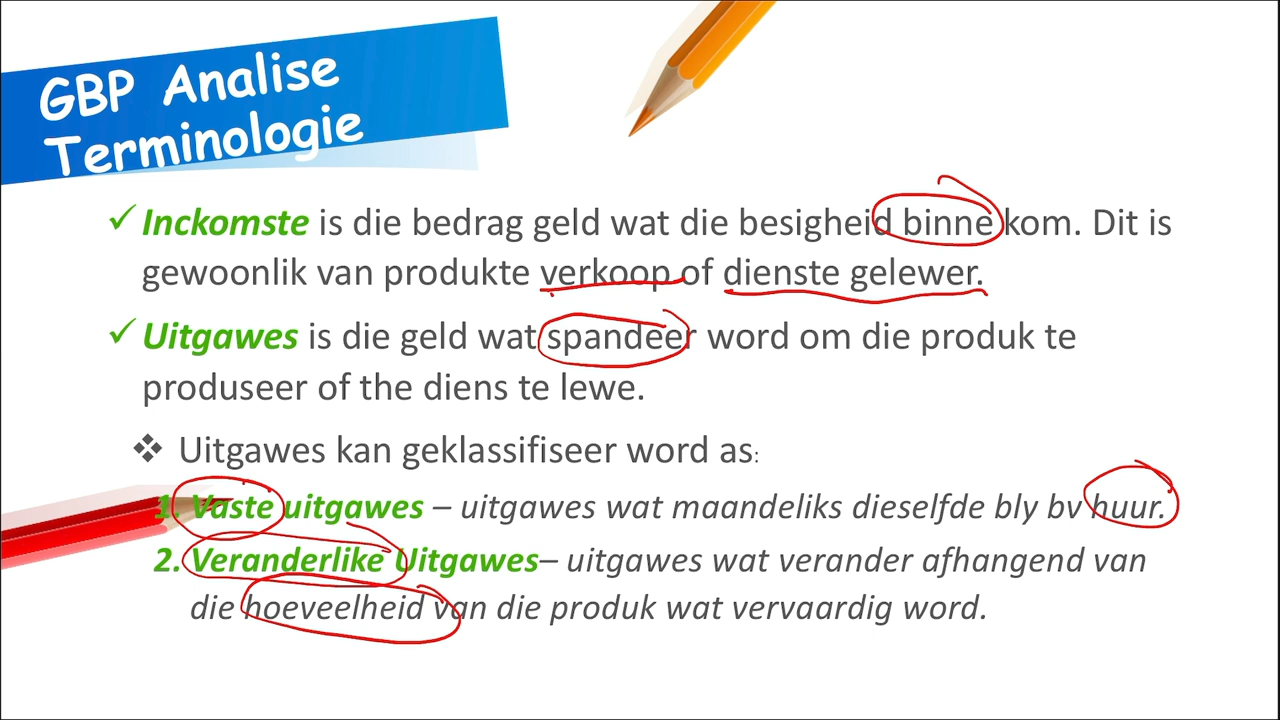 GBP Analise
Terminologie
✓ Inckomste is die bedrag geld wat die besigheid binne kom. Dit is
gewoonlik van produkte verkoop of dienste gelewer.
✓ Uitgawes is die geld wat spandeer word om die produk te
produseer of the diens te lewe.
❖ Uitgawes kan geklassifiseer word as:
1. Vaste uitgawes – uitgawes wat maandeliks dieselfde bly bv huur.
2. Veranderlike Uitgawes– uitgawes wat verander afhangend van
die hoeveelheid van die produk wat vervaardig word.